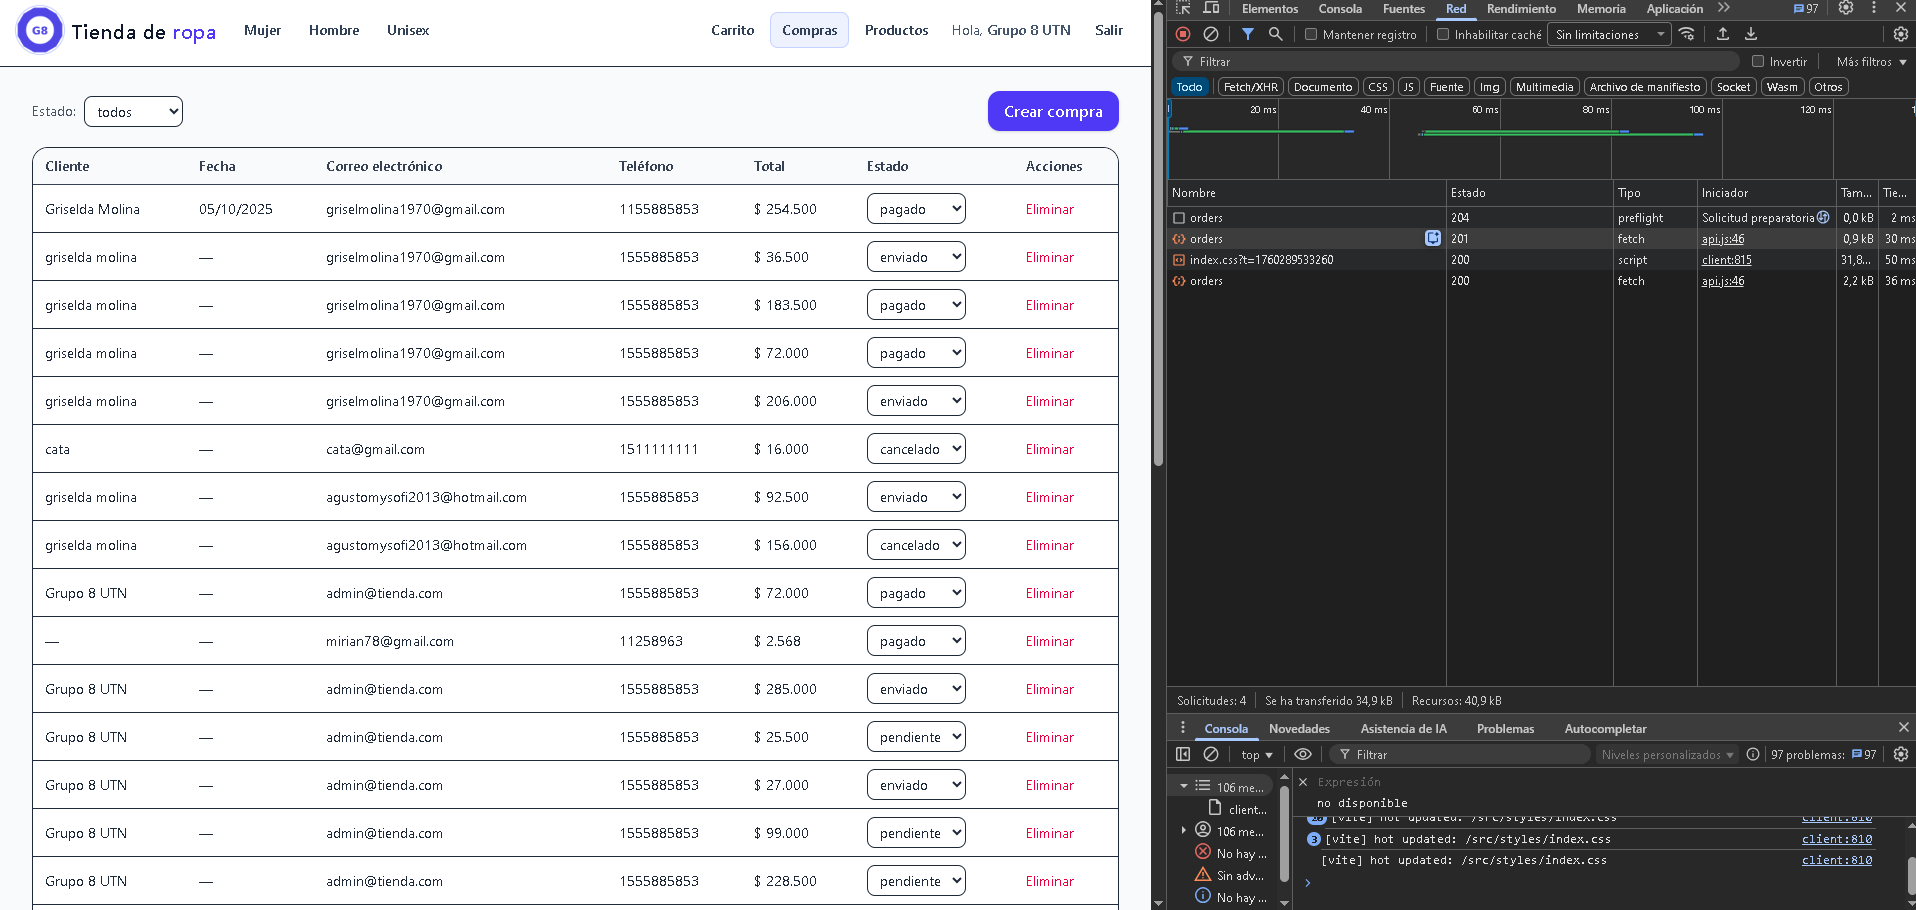 G8 Tienda de ropa Mujer Hombre Unisex Carrito Compras Productos Hola, Grupo 8 UTN Salir
Estado: todos Crear compra
Cliente Fecha Correo electrónico Teléfono Total Estado Acciones
Griselda Molina 05/10/2025 griselmolina1970@gmail.com 1155885853 $ 254.500 pagado Eliminar
griselda molina — griselmolina1970@gmail.com 1555885853 $ 36.500 enviado Eliminar
griselda molina — griselmolina1970@gmail.com 1555885853 $ 183.500 pagado Eliminar
griselda molina — griselmolina1970@gmail.com 1555885853 $ 72.000 pagado Eliminar
griselda molina — griselmolina1970@gmail.com 1555885853 $ 206.000 enviado Eliminar
cata — cata@gmail.com 1511111111 $ 16.000 cancelado Eliminar
griselda molina — agustomysofi2013@hotmail.com 1555885853 $ 92.500 enviado Eliminar
griselda molina — agustomysofi2013@hotmail.com 1555885853 $ 156.000 cancelado Eliminar
Grupo 8 UTN — admin@tienda.com 1555885853 $ 72.000 pagado Eliminar
— — mirian78@gmail.com 11258963 $ 2.568 pagado Eliminar
Grupo 8 UTN — admin@tienda.com 1555885853 $ 285.000 enviado Eliminar
Grupo 8 UTN — admin@tienda.com 1555885853 $ 25.500 pendiente Eliminar
Grupo 8 UTN — admin@tienda.com 1555885853 $ 27.000 enviado Eliminar
Grupo 8 UTN — admin@tienda.com 1555885853 $ 99.000 pendiente Eliminar
Grupo 8 UTN — admin@tienda.com 1555885853 $ 228.500 pendiente Eliminar
Elementos Consola Fuentes Red Rendimiento Memoria Aplicación 97
Mantener registro Inhabilitar caché Sin limitaciones
Filtrar Invertir Más filtros
Todo Fetch/XHR Documento CSS JS Fuente Img Multimedia Archivo de manifiesto Socket Wasm Otros
20 ms 40 ms 60 ms 80 ms 100 ms 120 ms
Nombre Estado Tipo Iniciador Tam... Tie...
orders 204 preflight Solicitud preparatoria 0,0 kB 2 ms
orders 201 fetch api.js:46 0,9 kB 30 ms
index.css?t=1760289533260 200 script client:815 31,8... 50 ms
orders 200 fetch api.js:46 2,2 kB 36 ms
Solicitudes: 4 Se ha transferido 34,9 kB Recursos: 40,9 kB
Consola Novedades Asistencia de IA Problemas Autocompletar
top Filtrar Niveles personalizados 97 problemas: 97
106 me...
client...
106 me...
No hay ...
Sin adv...
No hay ...
Expresión
no disponible
[vite] hot updated: /src/styles/index.css client:810
3 [vite] hot updated: /src/styles/index.css client:810
[vite] hot updated: /src/styles/index.css client:810